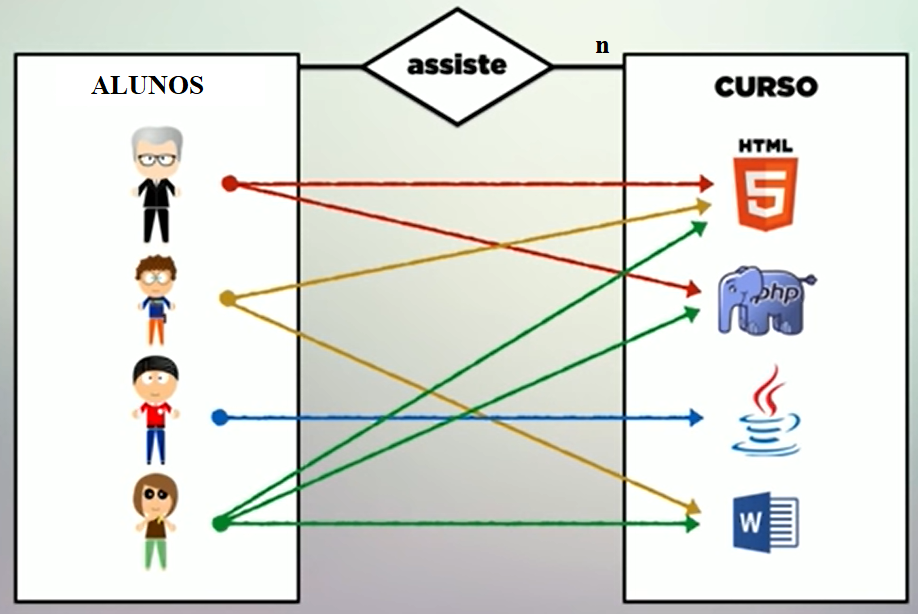 assiste
n
ALUNOS
CURSO
HTML
5
php
W